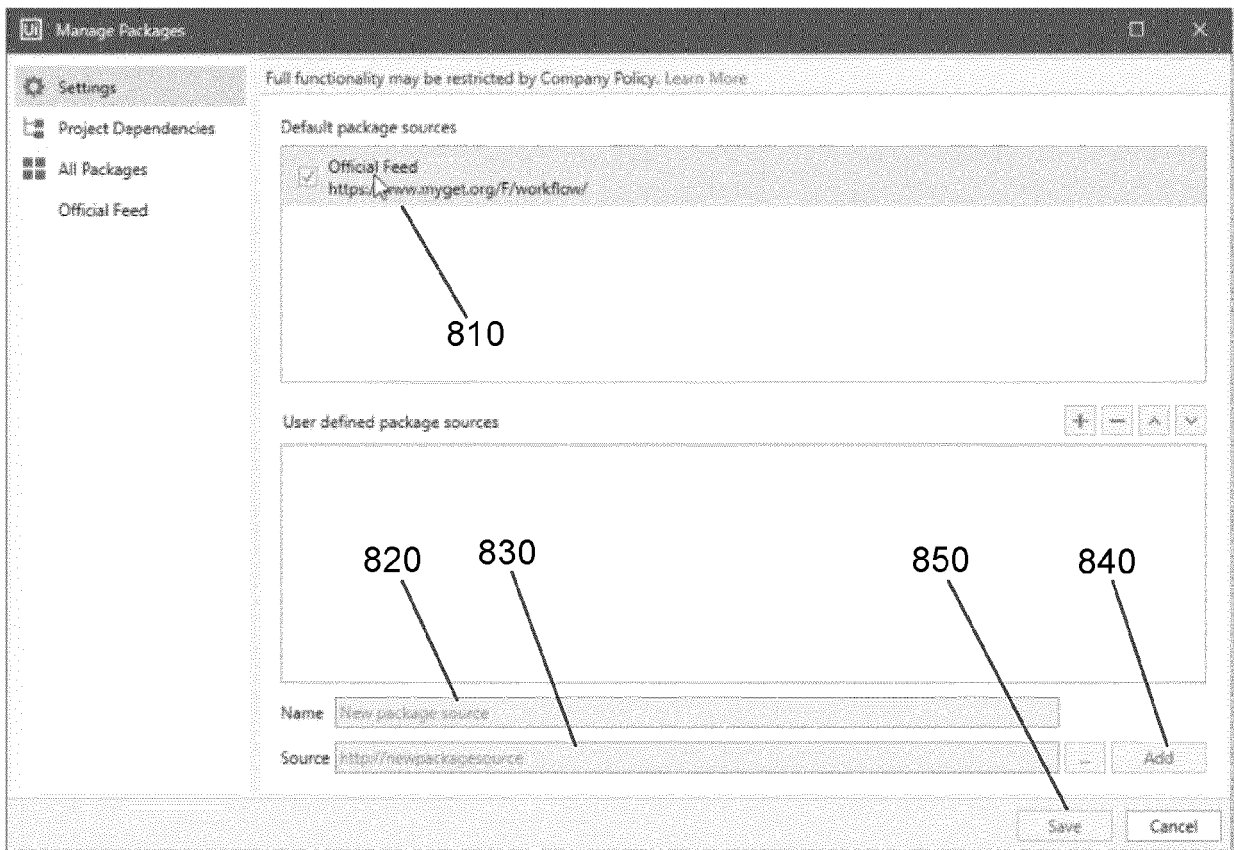 Ui Manage Packages
Settings
Project Dependencies
All Packages
Official Feed
Full functionality may be restricted by Company Policy. Learn More
Default package sources
Official Feed
https://www.myget.org/F/workflow/
810
User defined package sources
820 830 850 840
Name New package source
Source http://newpackagesource ... Add
Save Cancel